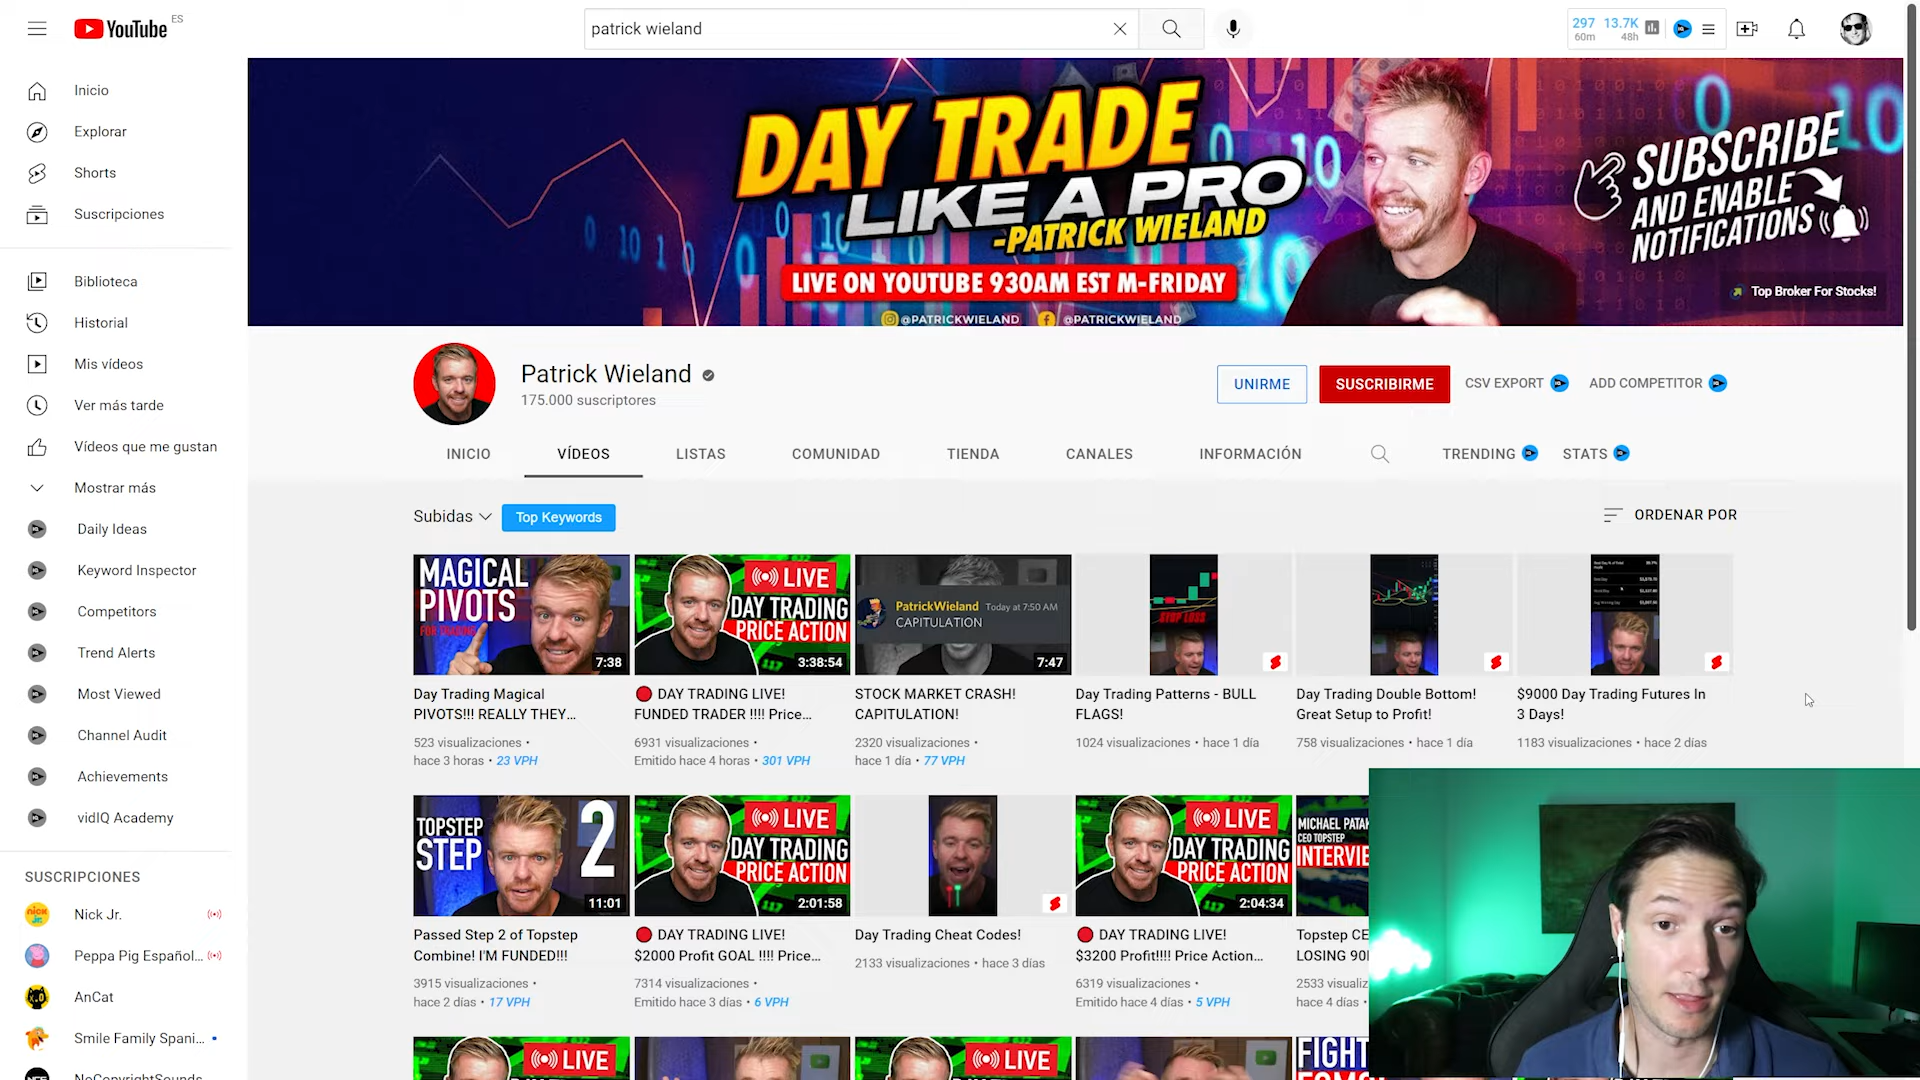 YouTube ES
patrick wieland
297 13.7K
60m 48h
Inicio
Explorar
Shorts
Suscripciones
Biblioteca
Historial
Mis vídeos
Ver más tarde
Vídeos que me gustan
Mostrar más
Daily Ideas
Keyword Inspector
Competitors
Trend Alerts
Most Viewed
Channel Audit
Achievements
vidIQ Academy
SUSCRIPCIONES
Nick Jr.
Peppa Pig Español...
AnCat
Smile Family Spani...
NoCopyrightSounds
DAY TRADE
LIKE A PRO
-PATRICK WIELAND
LIVE ON YOUTUBE 930AM EST M-FRIDAY
@PATRICKWIELAND @PATRICKWIELAND
SUBSCRIBE
AND ENABLE
NOTIFICATIONS
Top Broker For Stocks!
Patrick Wieland
175.000 suscriptores
UNIRME
SUSCRIBIRME
CSV EXPORT
ADD COMPETITOR
INICIO
VÍDEOS
LISTAS
COMUNIDAD
TIENDA
CANALES
INFORMACIÓN
TRENDING
STATS
Subidas
Top Keywords
ORDENAR POR
MAGICAL
PIVOTS
7:38
Day Trading Magical
PIVOTS!!! REALLY THEY...
523 visualizaciones •
hace 3 horas • 23 VPH
LIVE
DAY TRADING
PRICE ACTION
3:38:54
DAY TRADING LIVE!
FUNDED TRADER !!!! Price...
6931 visualizaciones •
Emitido hace 4 horas • 301 VPH
PatrickWieland Today at 7:50 AM
CAPITULATION
7:47
STOCK MARKET CRASH!
CAPITULATION!
2320 visualizaciones •
hace 1 día • 77 VPH
STOP LOSS
Day Trading Patterns - BULL
FLAGS!
1024 visualizaciones • hace 1 día
Day Trading Double Bottom!
Great Setup to Profit!
758 visualizaciones • hace 1 día
$9000 Day Trading Futures In
3 Days!
1183 visualizaciones • hace 2 días
TOPSTEP
STEP
2
11:01
Passed Step 2 of Topstep
Combine! I'M FUNDED!!!
3915 visualizaciones •
hace 2 días • 17 VPH
LIVE
DAY TRADING
PRICE ACTION
2:01:58
DAY TRADING LIVE!
$2000 Profit GOAL !!!! Price...
7314 visualizaciones •
Emitido hace 3 días • 6 VPH
Day Trading Cheat Codes!
2133 visualizaciones • hace 3 días
LIVE
DAY TRADING
PRICE ACTION
2:04:34
DAY TRADING LIVE!
$3200 Profit!!!! Price Action...
6319 visualizaciones •
Emitido hace 4 días • 5 VPH
MICHAEL PATAK
CEO TOPSTEP
INTERVIE
Topstep CE
LOSING 90
2533 visualiz
hace 4 días •
LIVE
LIVE
FIGHT